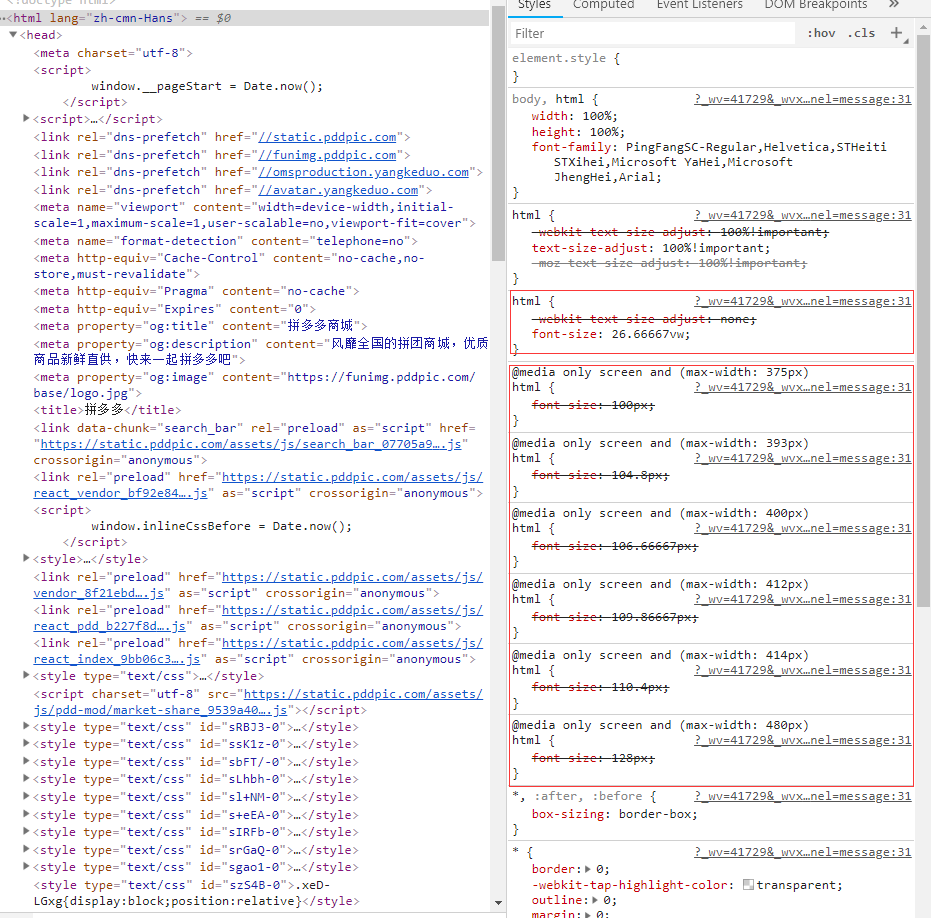 <!doctype html>
<html lang="zh-cmn-Hans"> == $0
<head>
<meta charset="utf-8">
<script>
window.__pageStart = Date.now();
</script>
<script>…</script>
<link rel="dns-prefetch" href="//static.pddpic.com">
<link rel="dns-prefetch" href="//funimg.pddpic.com">
<link rel="dns-prefetch" href="//omsproduction.yangkeduo.com">
<link rel="dns-prefetch" href="//avatar.yangkeduo.com">
<meta name="viewport" content="width=device-width,initial-
scale=1,maximum-scale=1,user-scalable=no,viewport-fit=cover">
<meta name="format-detection" content="telephone=no">
<meta http-equiv="Cache-Control" content="no-cache,no-
store,must-revalidate">
<meta http-equiv="Pragma" content="no-cache">
<meta http-equiv="Expires" content="0">
<meta property="og:title" content="拼多多商城">
<meta property="og:description" content="风靡全国的拼团商城，优质
商品新鲜直供，快来一起拼多多吧">
<meta property="og:image" content="https://funimg.pddpic.com/
base/logo.jpg">
<title>拼多多</title>
<link data-chunk="search_bar" rel="preload" as="script" href=
"https://static.pddpic.com/assets/js/search_bar_07705a9….js"
crossorigin="anonymous">
<link rel="preload" href="https://static.pddpic.com/assets/js/
react_vendor_bf92e84….js" as="script" crossorigin="anonymous">
<script>
window.inlineCssBefore = Date.now();
</script>
<style>…</style>
<link rel="preload" href="https://static.pddpic.com/assets/js/
vendor_8f21ebd….js" as="script" crossorigin="anonymous">
<link rel="preload" href="https://static.pddpic.com/assets/js/
react_pdd_b227f8d….js" as="script" crossorigin="anonymous">
<link rel="preload" href="https://static.pddpic.com/assets/js/
react_index_9bb06c3….js" as="script" crossorigin="anonymous">
<style type="text/css">…</style>
<script charset="utf-8" src="https://static.pddpic.com/assets/
js/pdd-mod/market-share_9539a40….js"></script>
<style type="text/css" id="sRBJ3-0">…</style>
<style type="text/css" id="ssK1z-0">…</style>
<style type="text/css" id="sbFT/-0">…</style>
<style type="text/css" id="sLhbh-0">…</style>
<style type="text/css" id="sl+NM-0">…</style>
<style type="text/css" id="s+eEA-0">…</style>
<style type="text/css" id="sIRFb-0">…</style>
<style type="text/css" id="srGaQ-0">…</style>
<style type="text/css" id="sgao1-0">…</style>
<style type="text/css" id="szS4B-0">.xeD-
LGxg{display:block;position:relative}</style>
Styles Computed Event Listeners DOM Breakpoints »
Filter :hov .cls +
element.style {
}
body, html { ?_wv=41729&_wvx…nel=message:31
width: 100%;
height: 100%;
font-family: PingFangSC-Regular,Helvetica,STHeiti
STXihei,Microsoft YaHei,Microsoft
JhengHei,Arial;
}
html { ?_wv=41729&_wvx…nel=message:31
-webkit-text-size-adjust: 100%!important;
text-size-adjust: 100%!important;
-moz-text-size-adjust: 100%!important;
}
html { ?_wv=41729&_wvx…nel=message:31
-webkit-text-size-adjust: none;
font-size: 26.66667vw;
}
@media only screen and (max-width: 375px)
html { ?_wv=41729&_wvx…nel=message:31
font-size: 100px;
}
@media only screen and (max-width: 393px)
html { ?_wv=41729&_wvx…nel=message:31
font-size: 104.8px;
}
@media only screen and (max-width: 400px)
html { ?_wv=41729&_wvx…nel=message:31
font-size: 106.66667px;
}
@media only screen and (max-width: 412px)
html { ?_wv=41729&_wvx…nel=message:31
font-size: 109.86667px;
}
@media only screen and (max-width: 414px)
html { ?_wv=41729&_wvx…nel=message:31
font-size: 110.4px;
}
@media only screen and (max-width: 480px)
html { ?_wv=41729&_wvx…nel=message:31
font-size: 128px;
}
*, :after, :before { ?_wv=41729&_wvx…nel=message:31
box-sizing: border-box;
}
* { ?_wv=41729&_wvx…nel=message:31
border: 0;
-webkit-tap-highlight-color: transparent;
outline: 0;
margin: 0;